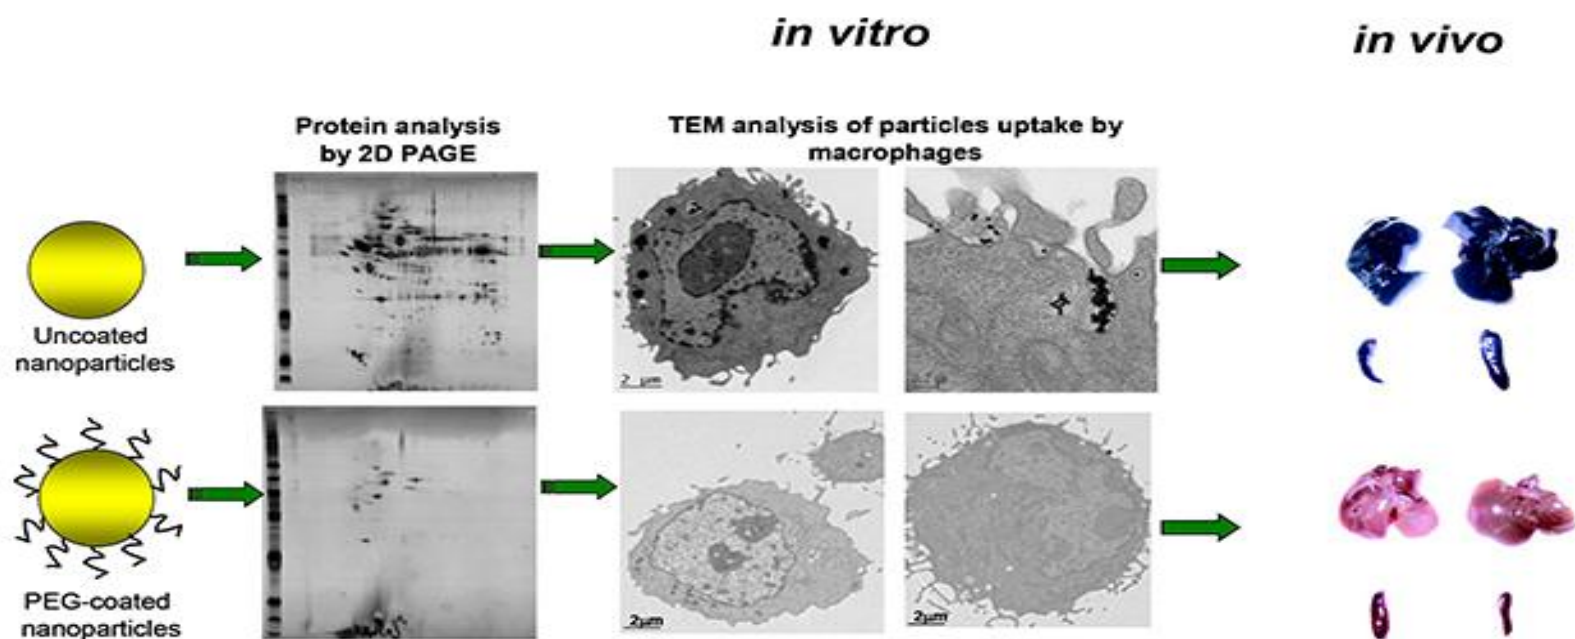 in vitro
in vivo
Protein analysis
by 2D PAGE
TEM analysis of particles uptake by
macrophages
Uncoated
nanoparticles
2 µm
PEG-coated
nanoparticles
2µm
2µm